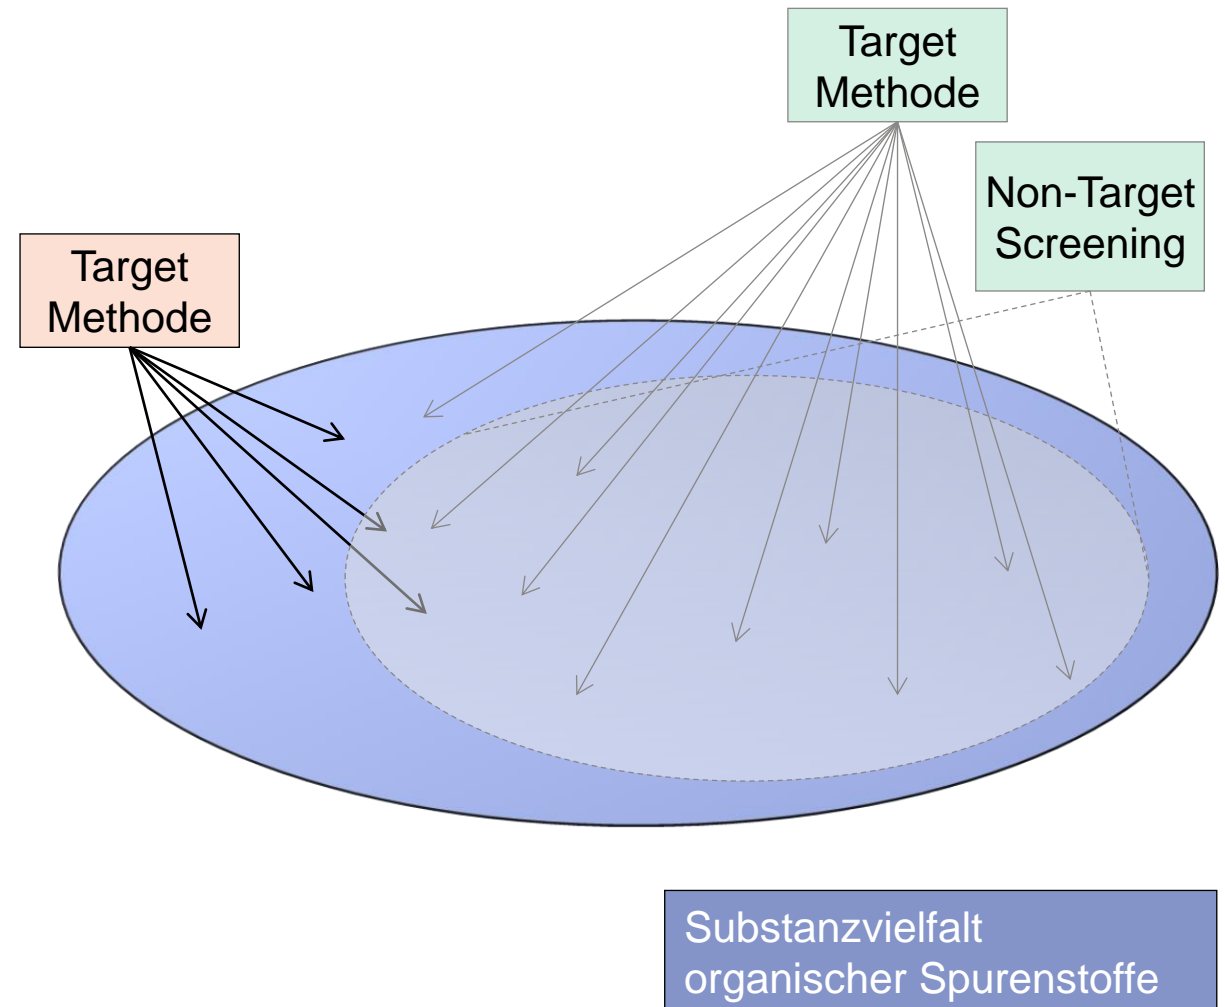 Target
Methode
Non-Target
Screening
Target
Methode
Substanzvielfalt
organischer Spurenstoffe